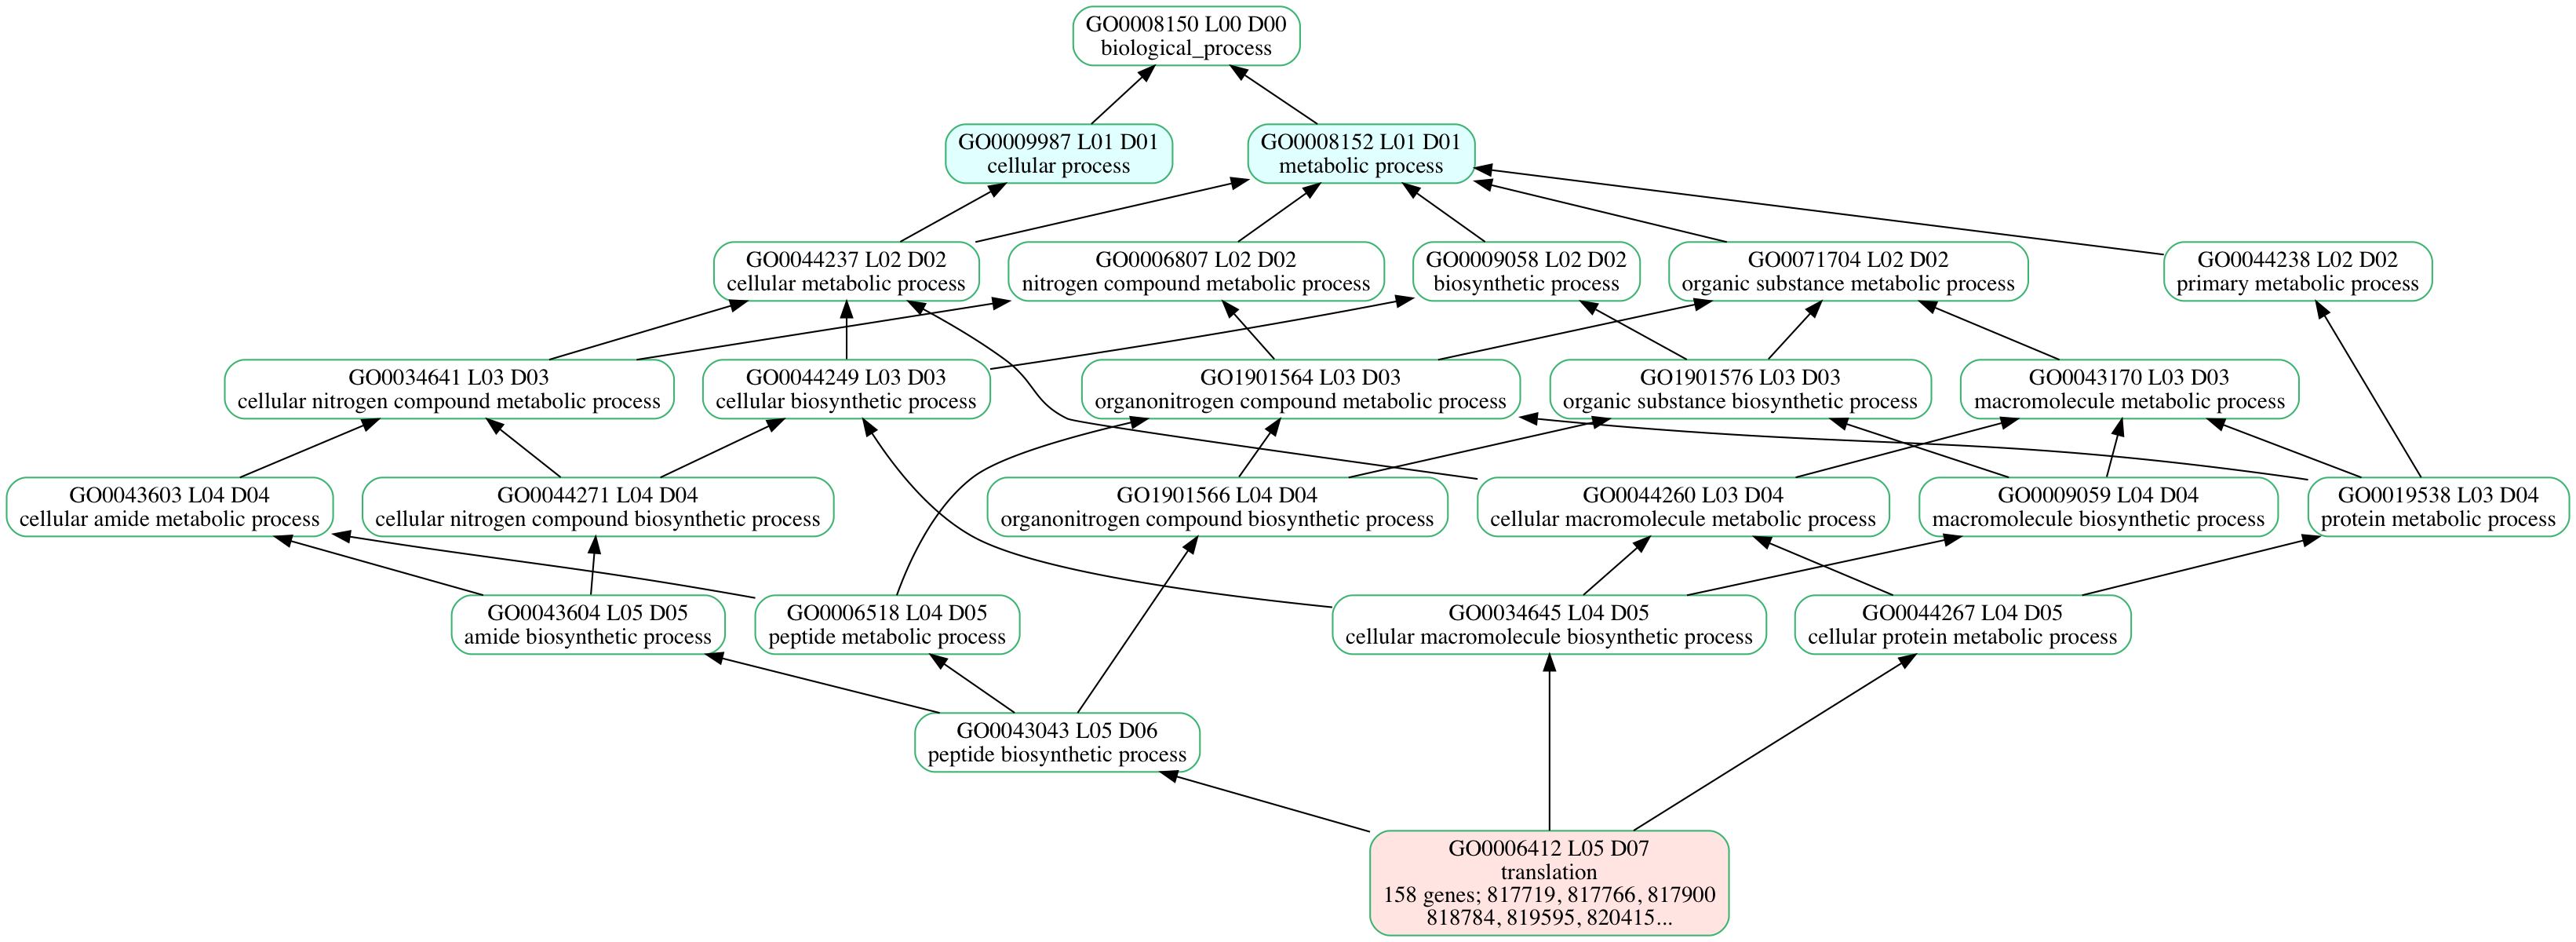 GO0008150 L00 D00
biological_process
GO0009987 L01 D01
cellular process
GO0008152 L01 D01
metabolic process
GO0044237 L02 D02
cellular metabolic process
GO0006807 L02 D02
nitrogen compound metabolic process
GO0009058 L02 D02
biosynthetic process
GO0071704 L02 D02
organic substance metabolic process
GO0044238 L02 D02
primary metabolic process
GO0034641 L03 D03
cellular nitrogen compound metabolic process
GO0044249 L03 D03
cellular biosynthetic process
GO1901564 L03 D03
organonitrogen compound metabolic process
GO1901576 L03 D03
organic substance biosynthetic process
GO0043170 L03 D03
macromolecule metabolic process
GO0043603 L04 D04
cellular amide metabolic process
GO0044271 L04 D04
cellular nitrogen compound biosynthetic process
GO1901566 L04 D04
organonitrogen compound biosynthetic process
GO0044260 L03 D04
cellular macromolecule metabolic process
GO0009059 L04 D04
macromolecule biosynthetic process
GO0019538 L03 D04
protein metabolic process
GO0043604 L05 D05
amide biosynthetic process
GO0006518 L04 D05
peptide metabolic process
GO0034645 L04 D05
cellular macromolecule biosynthetic process
GO0044267 L04 D05
cellular protein metabolic process
GO0043043 L05 D06
peptide biosynthetic process
GO0006412 L05 D07
translation
158 genes; 817719, 817766, 817900
818784, 819595, 820415...